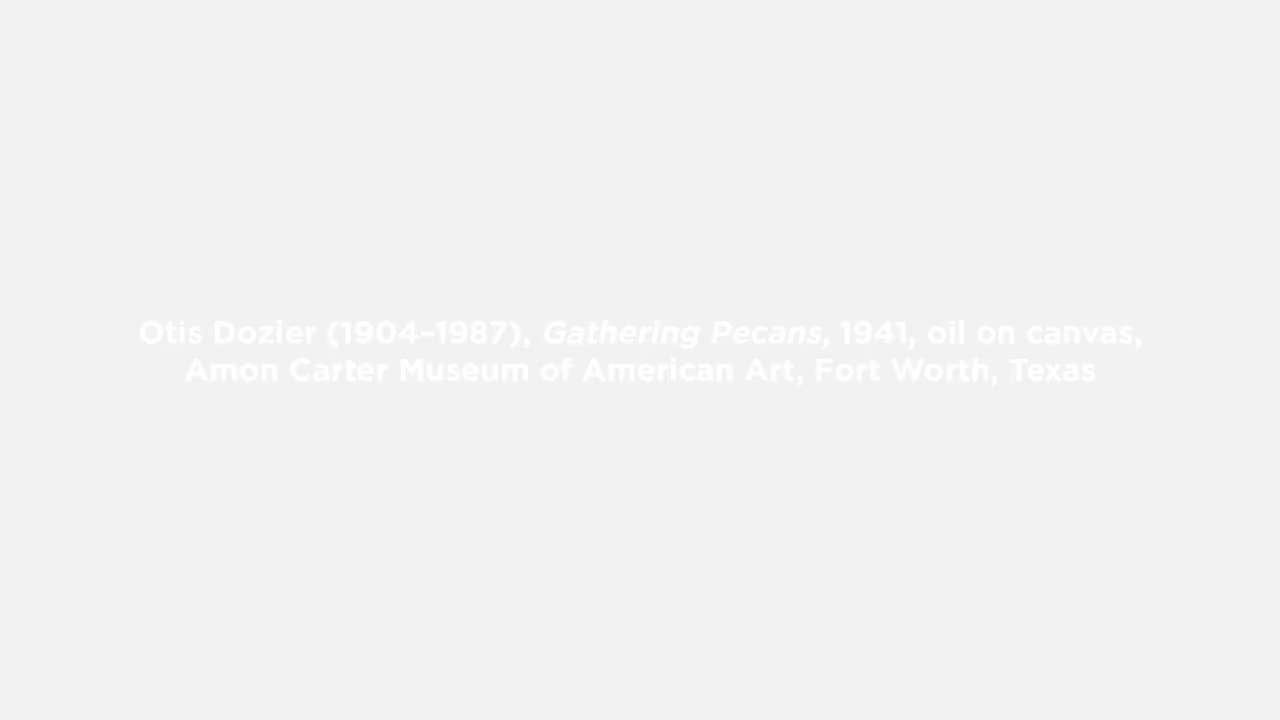 Otis Dozier (1904–1987), Gathering Pecans, 1941, oil on canvas,
Amon Carter Museum of American Art, Fort Worth, Texas